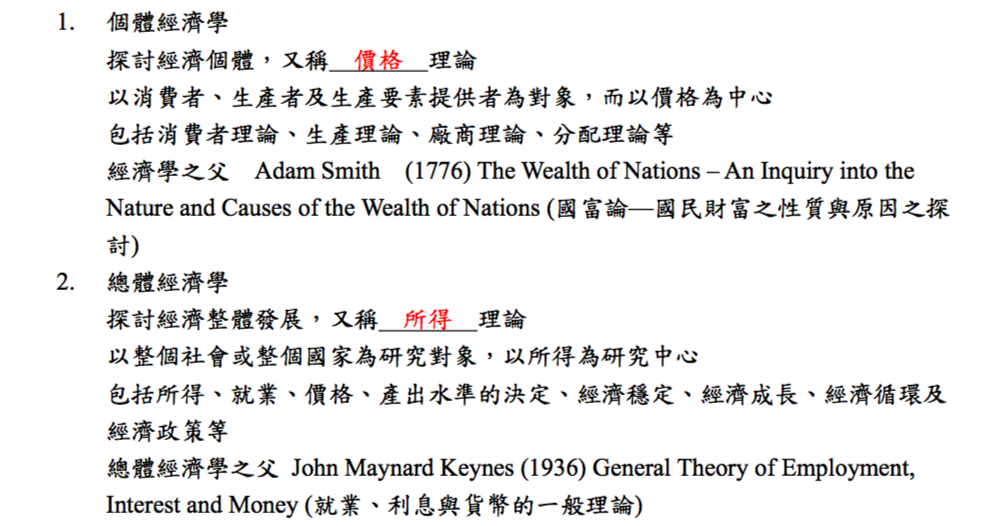 1. 個體經濟學
探討經濟個體，又稱 價格 理論
以消費者、生產者及生產要素提供者為對象，而以價格為中心
包括消費者理論、生產理論、廠商理論、分配理論等
經濟學之父 Adam Smith (1776) The Wealth of Nations – An Inquiry into the
Nature and Causes of the Wealth of Nations (國富論—國民財富之性質與原因之探
討)
2. 總體經濟學
探討經濟整體發展，又稱 所得 理論
以整個社會或整個國家為研究對象，以所得為研究中心
包括所得、就業、價格、產出水準的決定、經濟穩定、經濟成長、經濟循環及
經濟政策等
總體經濟學之父 John Maynard Keynes (1936) General Theory of Employment,
Interest and Money (就業、利息與貨幣的一般理論)